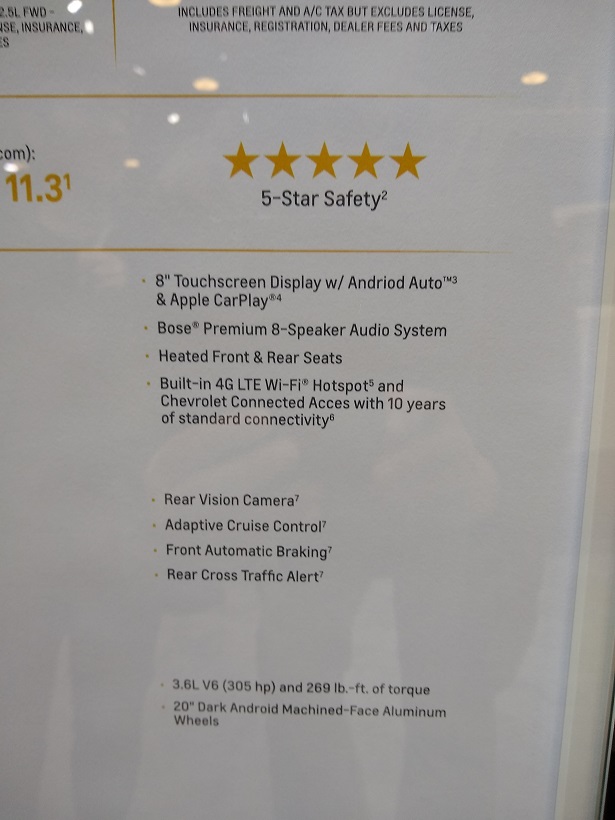 2.5L FWD -
INSURANCE,
INCLUDES FREIGHT AND A/C TAX BUT EXCLUDES LICENSE,
INSURANCE, REGISTRATION, DEALER FEES AND TAXES
com):
11.3¹
5-Star Safety²
· 8" Touchscreen Display w/ Andriod Auto™³
& Apple CarPlay®⁴
· Bose® Premium 8-Speaker Audio System
· Heated Front & Rear Seats
· Built-in 4G LTE Wi-Fi® Hotspot⁵ and
Chevrolet Connected Acces with 10 years
of standard connectivity⁶
· Rear Vision Camera⁷
· Adaptive Cruise Control⁷
· Front Automatic Braking⁷
· Rear Cross Traffic Alert⁷
· 3.6L V6 (305 hp) and 269 lb.-ft. of torque
· 20" Dark Android Machined-Face Aluminum
Wheels